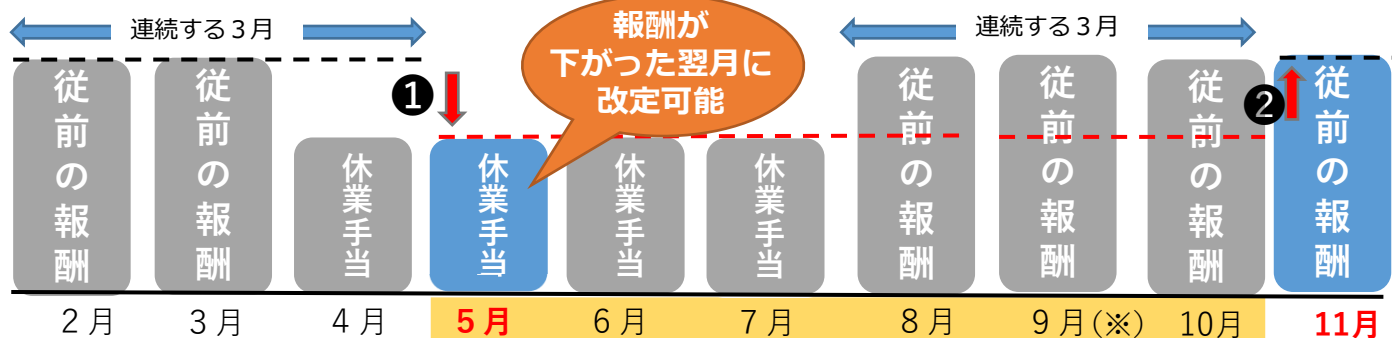 連続する３月
報酬が
下がった翌月に
改定可能
連続する３月
従前の報酬
従前の報酬
❶
休業手当
休業手当
休業手当
休業手当
従前の報酬
従前の報酬
従前の報酬
❷
従前の報酬
２月
３月
４月
５月
６月
７月
８月
９月(※)
10月
11月